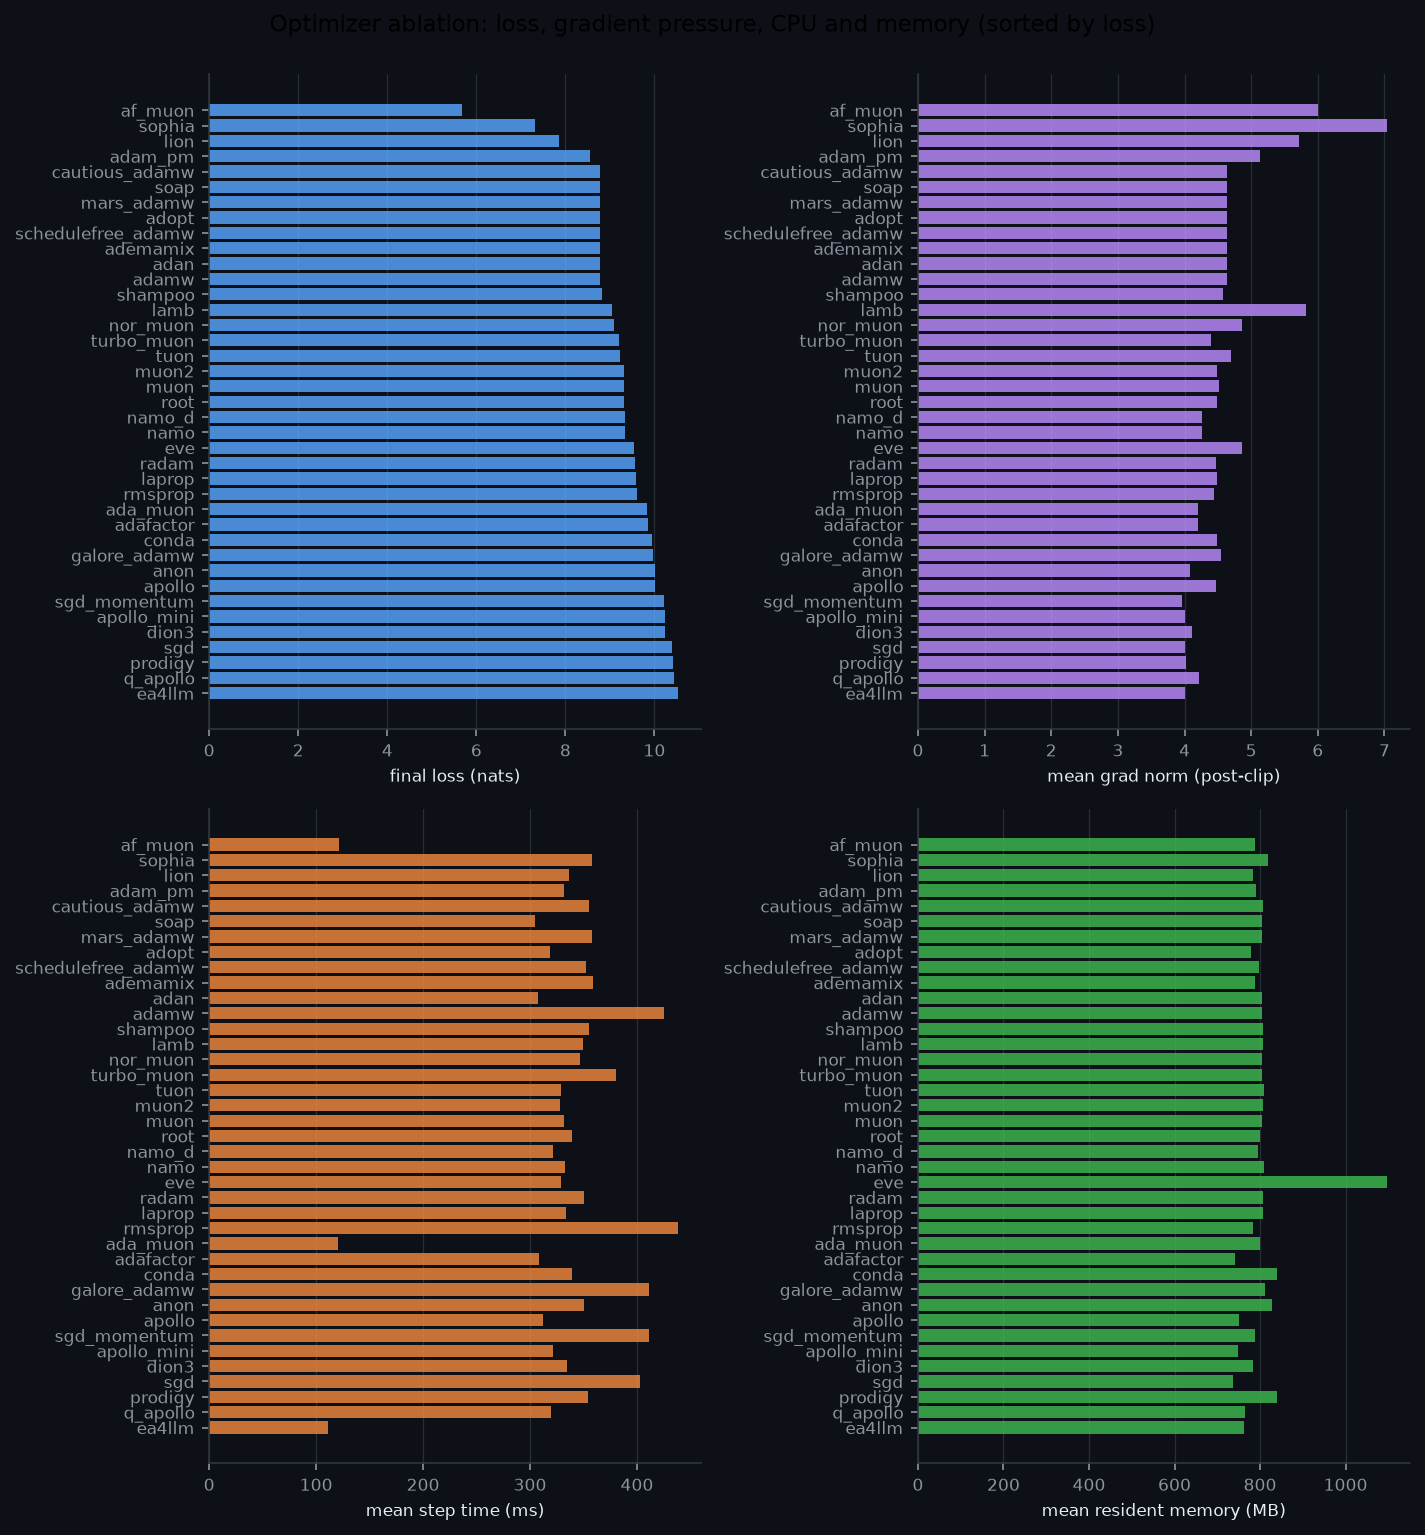 Optimizer ablation: loss, gradient pressure, CPU and memory (sorted by loss)
af_muon
sophia
lion
adam_pm
cautious_adamw
soap
mars_adamw
adopt
schedulefree_adamw
ademamix
adan
adamw
shampoo
lamb
nor_muon
turbo_muon
tuon
muon2
muon
root
namo_d
namo
eve
radam
laprop
rmsprop
ada_muon
adafactor
conda
galore_adamw
anon
apollo
sgd_momentum
apollo_mini
dion3
sgd
prodigy
q_apollo
ea4llm
0 2 4 6 8 10
final loss (nats)
af_muon
sophia
lion
adam_pm
cautious_adamw
soap
mars_adamw
adopt
schedulefree_adamw
ademamix
adan
adamw
shampoo
lamb
nor_muon
turbo_muon
tuon
muon2
muon
root
namo_d
namo
eve
radam
laprop
rmsprop
ada_muon
adafactor
conda
galore_adamw
anon
apollo
sgd_momentum
apollo_mini
dion3
sgd
prodigy
q_apollo
ea4llm
0 1 2 3 4 5 6 7
mean grad norm (post-clip)
af_muon
sophia
lion
adam_pm
cautious_adamw
soap
mars_adamw
adopt
schedulefree_adamw
ademamix
adan
adamw
shampoo
lamb
nor_muon
turbo_muon
tuon
muon2
muon
root
namo_d
namo
eve
radam
laprop
rmsprop
ada_muon
adafactor
conda
galore_adamw
anon
apollo
sgd_momentum
apollo_mini
dion3
sgd
prodigy
q_apollo
ea4llm
0 100 200 300 400
mean step time (ms)
af_muon
sophia
lion
adam_pm
cautious_adamw
soap
mars_adamw
adopt
schedulefree_adamw
ademamix
adan
adamw
shampoo
lamb
nor_muon
turbo_muon
tuon
muon2
muon
root
namo_d
namo
eve
radam
laprop
rmsprop
ada_muon
adafactor
conda
galore_adamw
anon
apollo
sgd_momentum
apollo_mini
dion3
sgd
prodigy
q_apollo
ea4llm
0 200 400 600 800 1000
mean resident memory (MB)